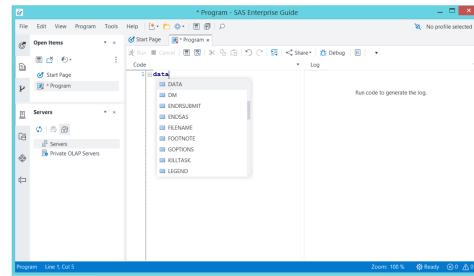 * Program - SAS Enterprise Guide
File Edit View Program Tools Help
No profile selected
Open Items
Start Page
* Program
Servers
Servers
Private OLAP Servers
Start Page * Program ×
Run Cancel Share Debug
Code
Log
1 data
DATA
DM
ENDRSUBMIT
ENDSAS
FILENAME
FOOTNOTE
GOPTIONS
KILLTASK
LEGEND
Run code to generate the log.
Program Line 1, Col 5 Zoom: 100 % Ready 0 0